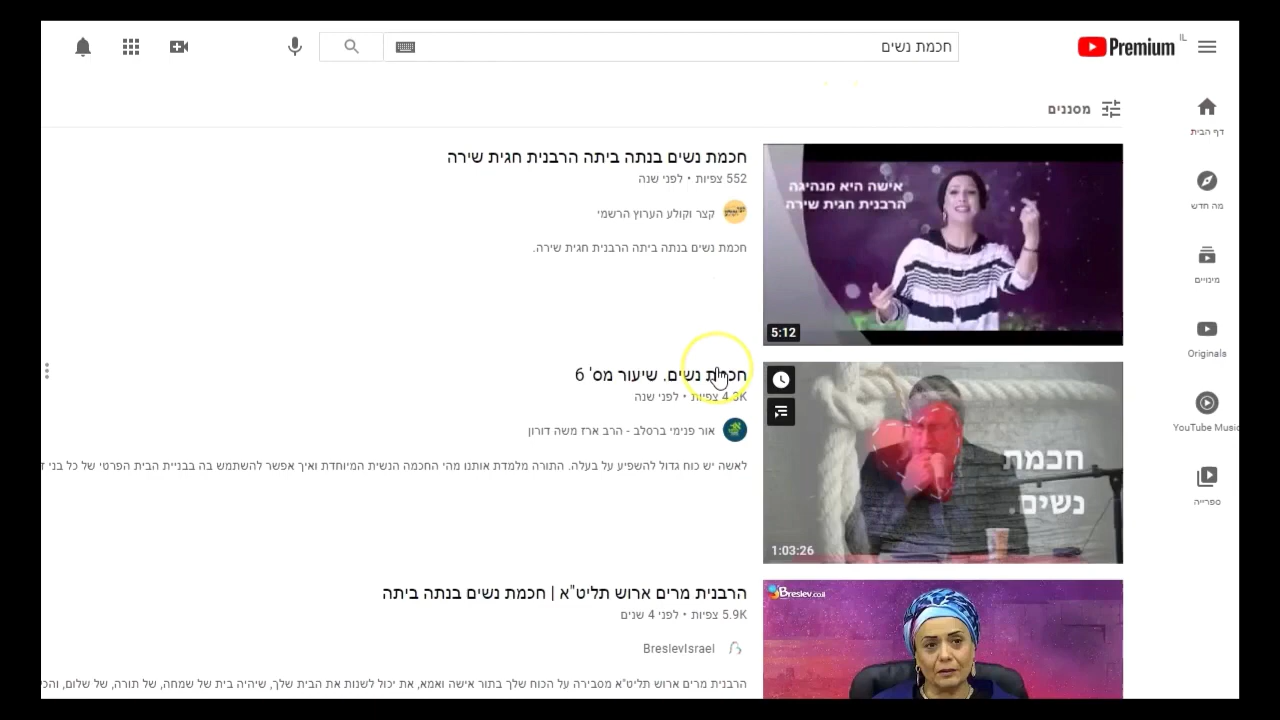 חכמת נשים
Premium IL
מסננים
דף הבית
מה חדש
מינויים
Originals
YouTube Music
ספרייה
אישה היא מנהיגה
הרבנית חגית שירה
5:12
חכמת נשים בנתה ביתה הרבנית חגית שירה
552 צפיות • לפני שנה
קצר וקולע הערוץ הרשמי
חכמת נשים בנתה ביתה הרבנית חגית שירה.
חכמת
נשים.
1:03:26
חכמת נשים. שיעור מס' 6
4.3K צפיות • לפני שנה
אור פנימי ברסלב - הרב ארז משה דורון
לאשה יש כוח גדול להשפיע על בעלה. התורה מלמדת אותנו מהי החכמה הנשית המיוחדת ואיך אפשר להשתמש בה בבניית הבית הפרטי של כל בני
Breslev.co.il
הרבנית מרים ארוש תליט"א | חכמת נשים בנתה ביתה
5.9K צפיות • לפני 4 שנים
BreslevIsrael
הרבנית מרים ארוש תליט"א מסבירה על הכוח שלך בתור אישה ואמא, את יכול לשנות את הבית שלך, שיהיה בית של שמחה, של תורה, של שלום,